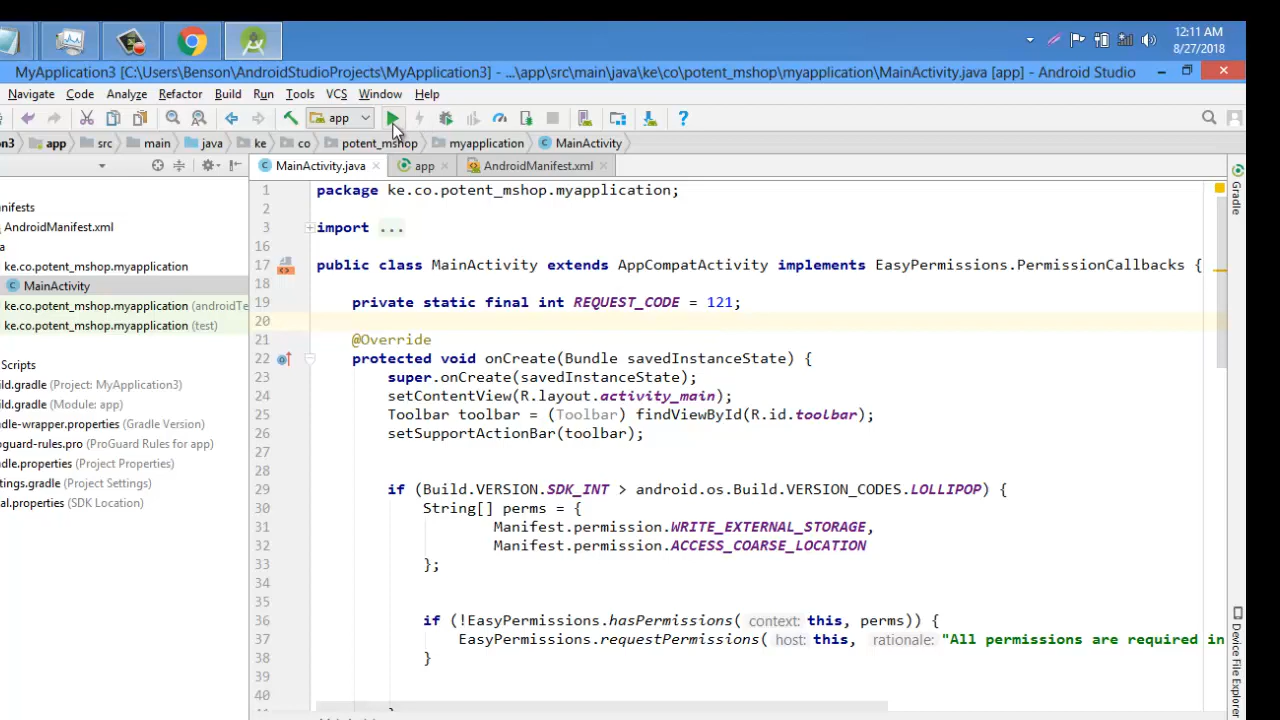 12:11 AM
8/27/2018
MyApplication3 [C:\Users\Benson\AndroidStudioProjects\MyApplication3] - ...\app\src\main\java\ke\co\potent_mshop\myapplication\MainActivity.java [app] - Android Studio
Navigate Code Analyze Refactor Build Run Tools VCS Window Help
app
n3 app src main java ke co potent_mshop myapplication MainActivity
MainActivity.java app AndroidManifest.xml
Gradle
nifests
AndroidManifest.xml
a
ke.co.potent_mshop.myapplication
MainActivity
ke.co.potent_mshop.myapplication (androidTe
ke.co.potent_mshop.myapplication (test)
Scripts
ild.gradle (Project: MyApplication3)
ild.gradle (Module: app)
dle-wrapper.properties (Gradle Version)
oguard-rules.pro (ProGuard Rules for app)
dle.properties (Project Properties)
tings.gradle (Project Settings)
al.properties (SDK Location)
1 package ke.co.potent_mshop.myapplication;
2
3 import ...
16
17 public class MainActivity extends AppCompatActivity implements EasyPermissions.PermissionCallbacks {
18
19 private static final int REQUEST_CODE = 121;
20
21 @Override
22 protected void onCreate(Bundle savedInstanceState) {
23 super.onCreate(savedInstanceState);
24 setContentView(R.layout.activity_main);
25 Toolbar toolbar = (Toolbar) findViewById(R.id.toolbar);
26 setSupportActionBar(toolbar);
27
28
29 if (Build.VERSION.SDK_INT > android.os.Build.VERSION_CODES.LOLLIPOP) {
30 String[] perms = {
31 Manifest.permission.WRITE_EXTERNAL_STORAGE,
32 Manifest.permission.ACCESS_COARSE_LOCATION
33 };
34
35
36 if (!EasyPermissions.hasPermissions( context: this, perms)) {
37 EasyPermissions.requestPermissions( host: this, rationale: "All permissions are required in
38 }
39
40
Device File Explorer